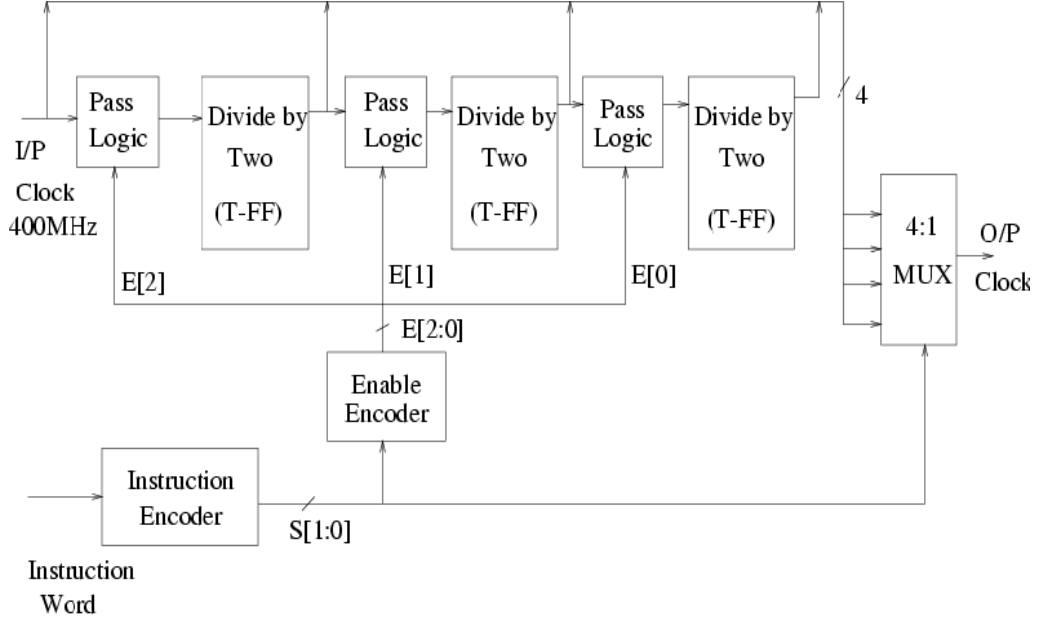 Pass
Logic
Divide by
Two
(T-FF)
Pass
Logic
Divide by
Two
(T-FF)
Pass
Logic
Divide by
Two
(T-FF)
4
I/P
Clock
400MHz
4:1
MUX
O/P
Clock
E[2]
E[1]
E[0]
E[2:0]
Enable
Encoder
Instruction
Encoder
S[1:0]
Instruction
Word